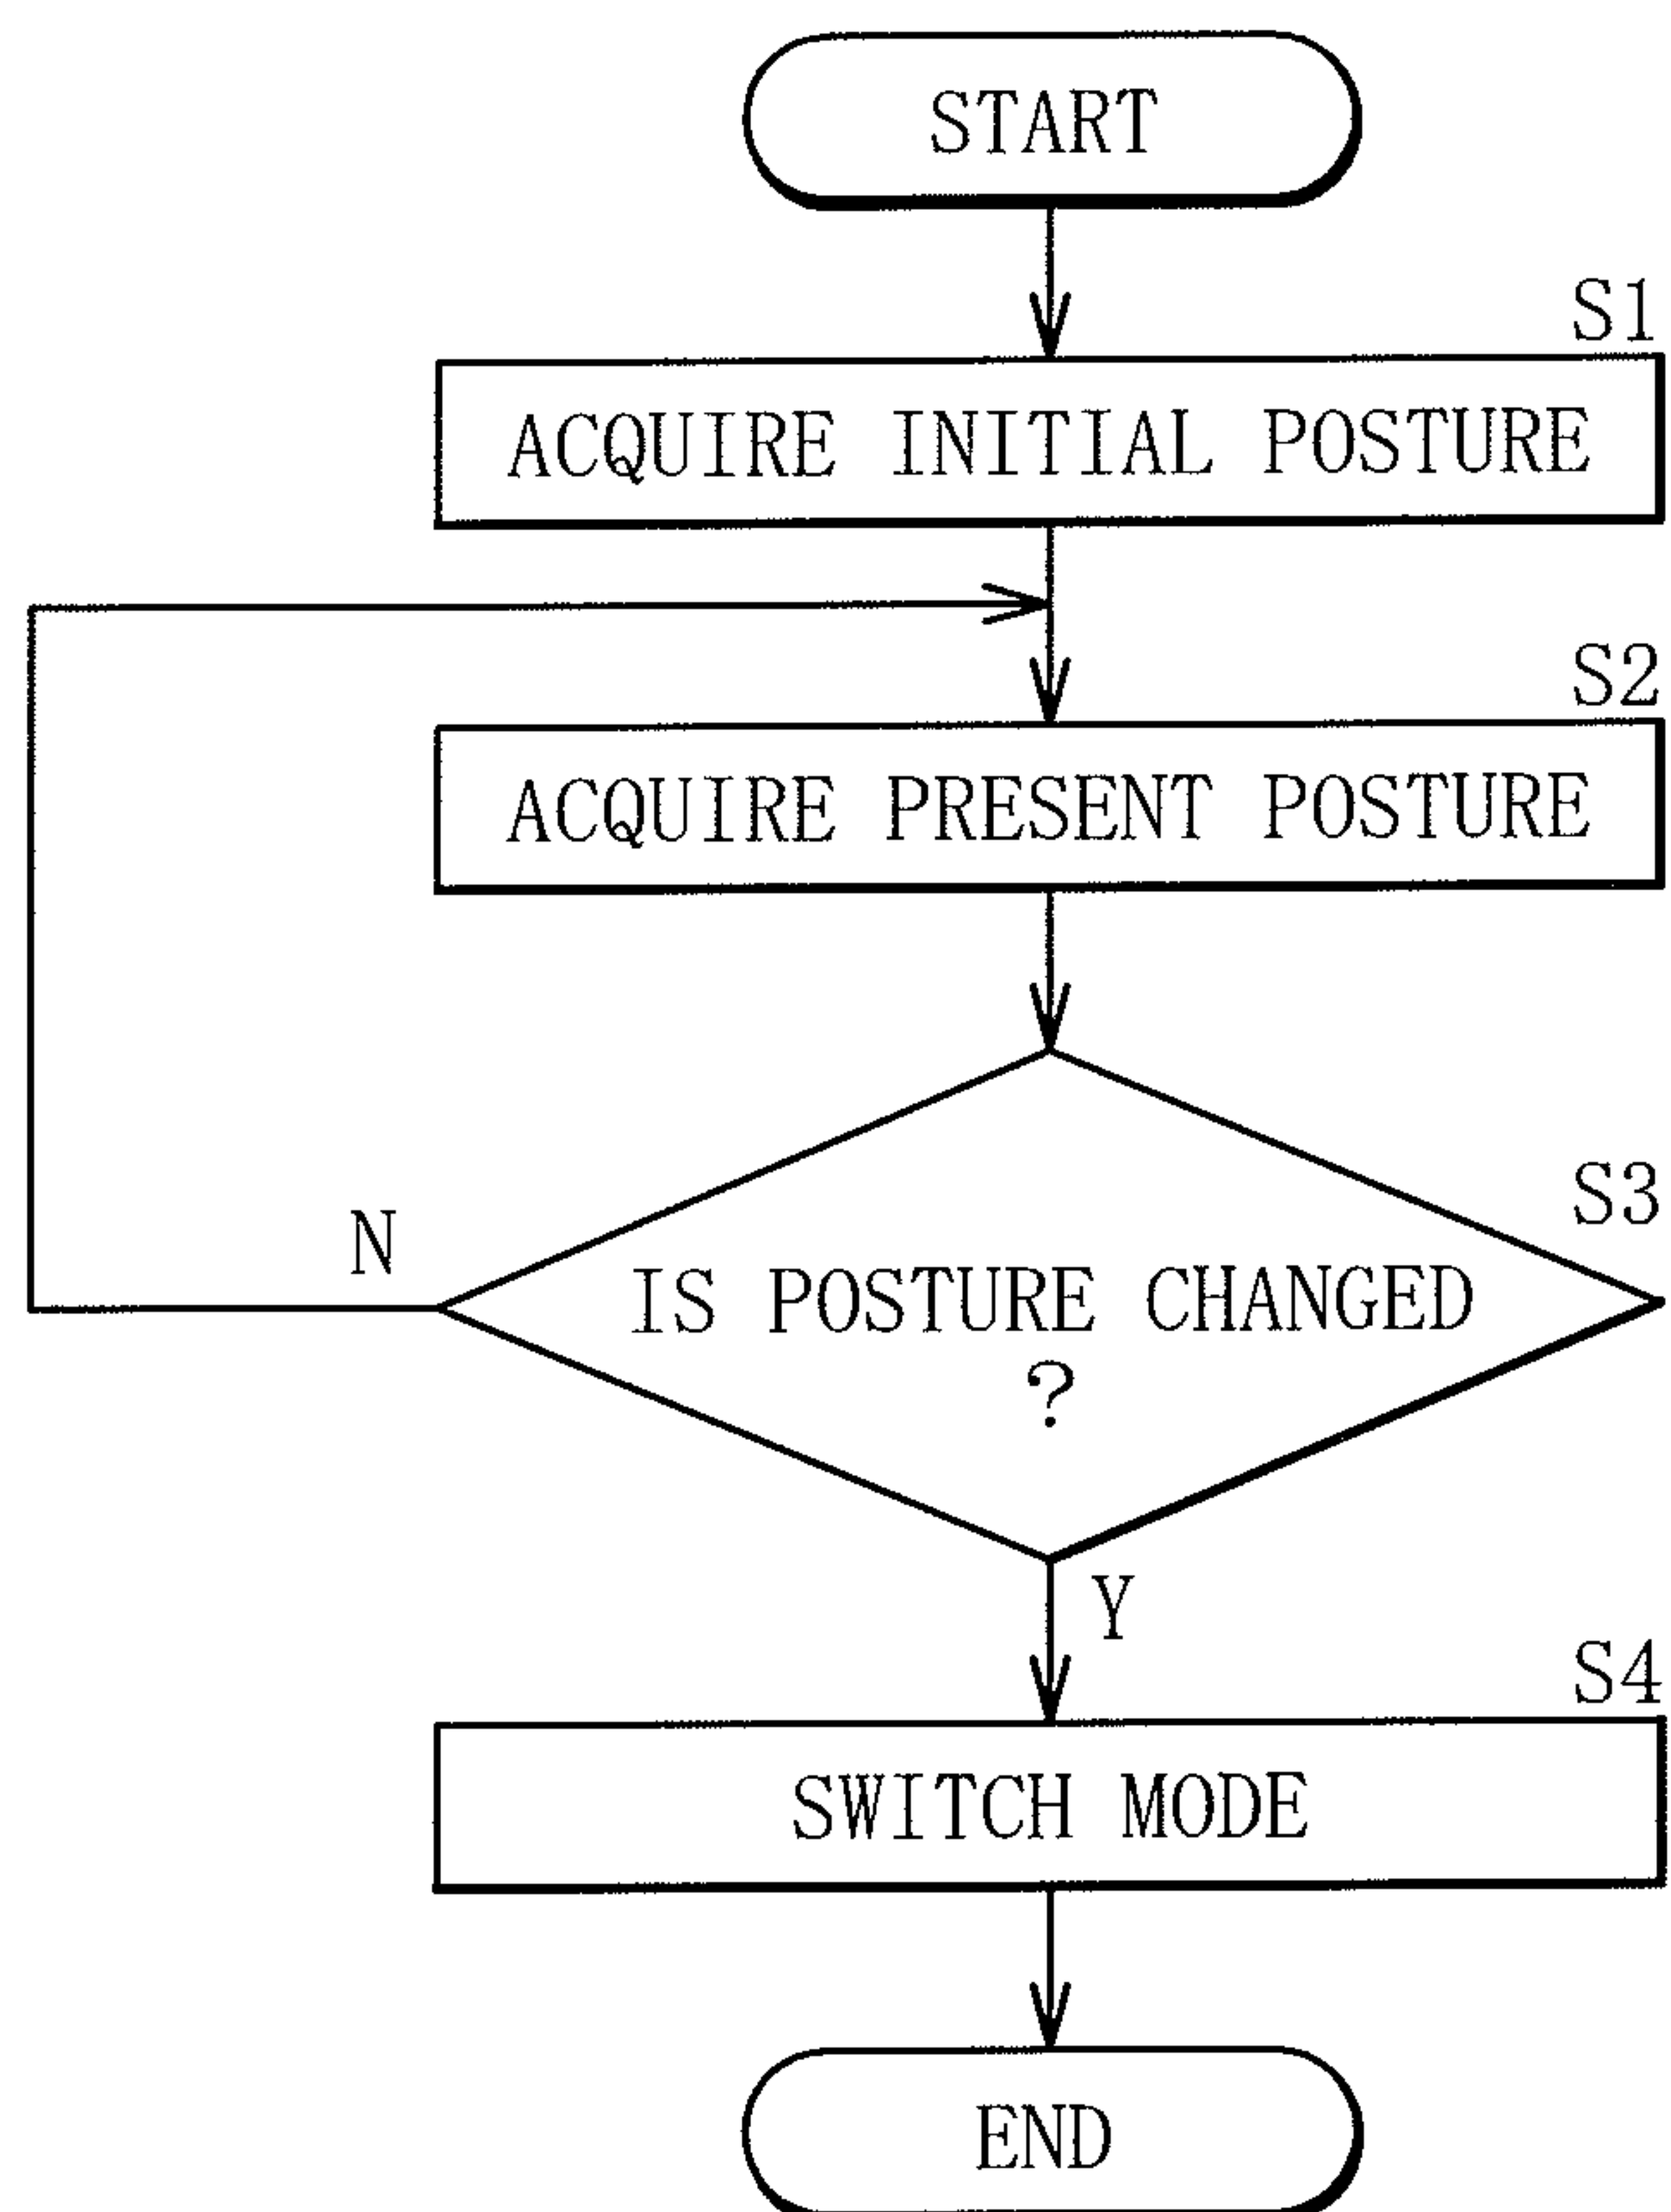 START
S1
ACQUIRE INITIAL POSTURE
S2
ACQUIRE PRESENT POSTURE
S3
N
IS POSTURE CHANGED
?
Y
S4
SWITCH MODE
END